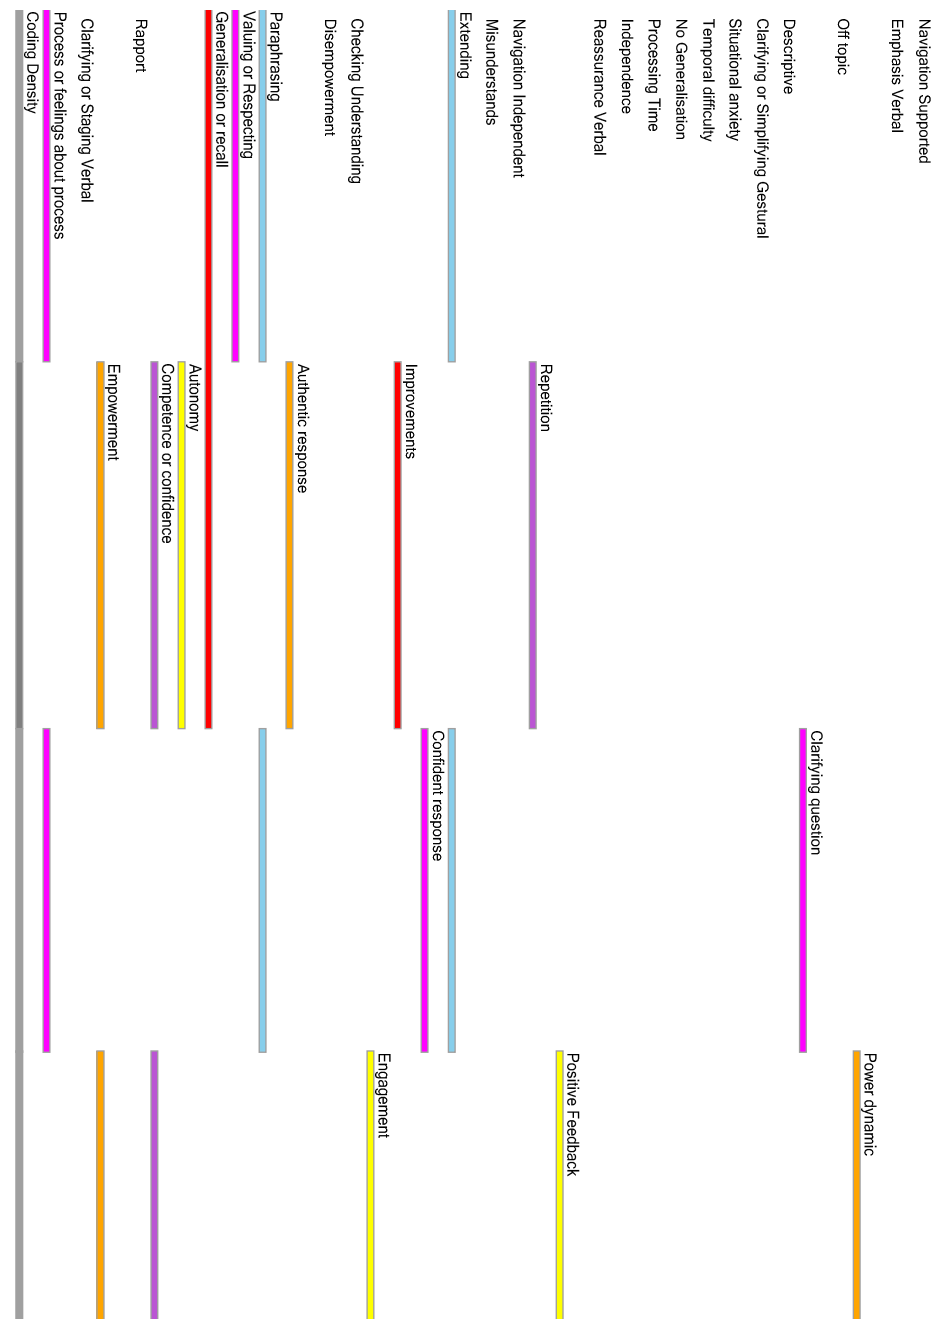 Navigation Supported
Emphasis Verbal
Power dynamic
Off topic
Clarifying question
Descriptive
Clarifying or Simplifying Gestural
Situational anxiety
Temporal difficulty
No Generalisation
Processing Time
Independence
Reassurance Verbal
Positive Feedback
Repetition
Navigation Independent
Misunderstands
Extending
Confident response
Improvements
Engagement
Checking Understanding
Disempowerment
Authentic response
Paraphrasing
Valuing or Respecting
Generalisation or recall
Autonomy
Competence or confidence
Rapport
Empowerment
Clarifying or Staging Verbal
Process or feelings about process
Coding Density